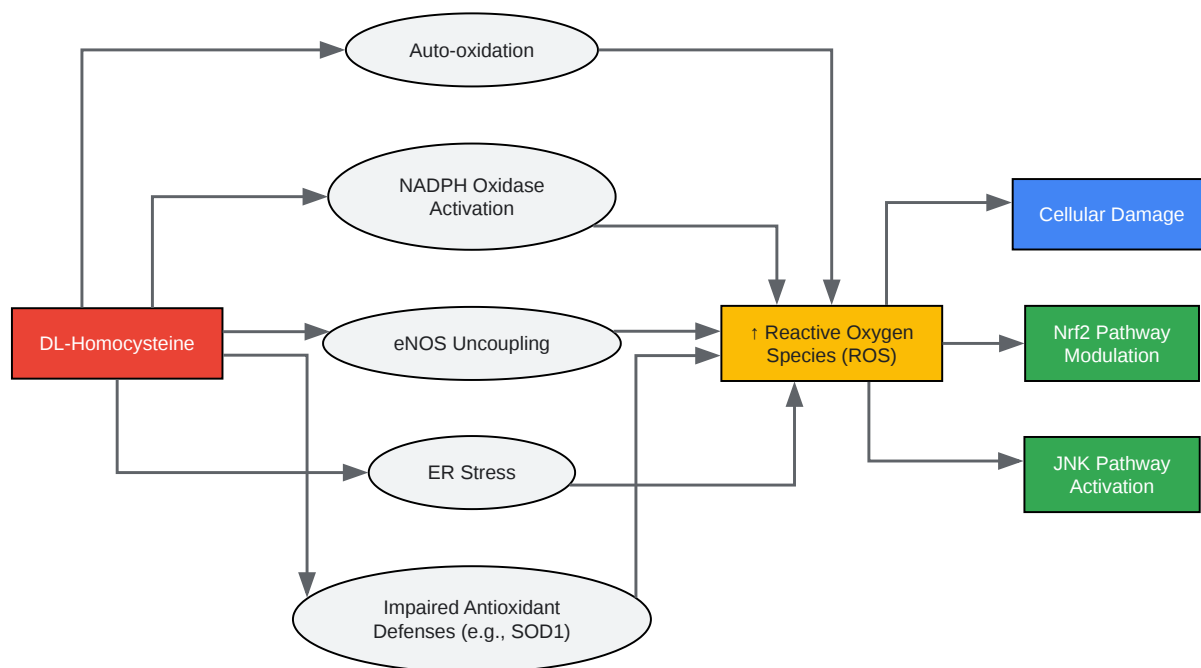 Auto-oxidation
NADPH Oxidase
Activation
Cellular Damage
DL-Homocysteine
eNOS Uncoupling
↑ Reactive Oxygen
Species (ROS)
Nrf2 Pathway
Modulation
ER Stress
JNK Pathway
Activation
Impaired Antioxidant
Defenses (e.g., SOD1)